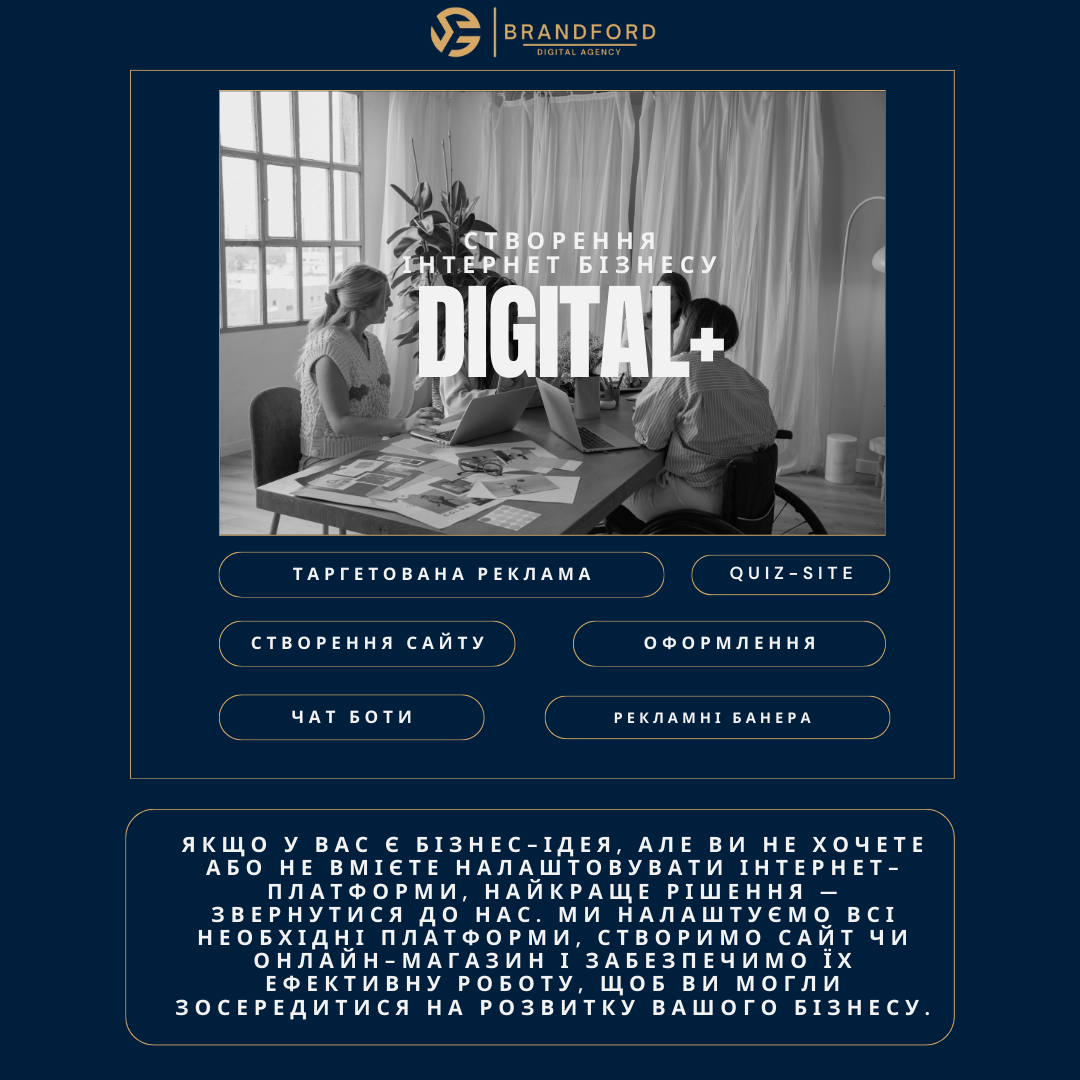 BRANDFORD
DIGITAL AGENCY
СТВОРЕННЯ
ІНТЕРНЕТ БІЗНЕСУ
DIGITAL+
ТАРГЕТОВАНА РЕКЛАМА
QUIZ-SITE
СТВОРЕННЯ САЙТУ
ОФОРМЛЕННЯ
ЧАТ БОТИ
РЕКЛАМНІ БАНЕРА
ЯКЩО У ВАС Є БІЗНЕС-ІДЕЯ, АЛЕ ВИ НЕ ХОЧЕТЕ
АБО НЕ ВМІЄТЕ НАЛАШТОВУВАТИ ІНТЕРНЕТ-
ПЛАТФОРМИ, НАЙКРАЩЕ РІШЕННЯ —
ЗВЕРНУТИСЯ ДО НАС. МИ НАЛАШТУЄМО ВСІ
НЕОБХІДНІ ПЛАТФОРМИ, СТВОРИМО САЙТ ЧИ
ОНЛАЙН-МАГАЗИН І ЗАБЕЗПЕЧИМО ЇХ
ЕФЕКТИВНУ РОБОТУ, ЩОБ ВИ МОГЛИ
ЗОСЕРЕДИТИСЯ НА РОЗВИТКУ ВАШОГО БІЗНЕСУ.